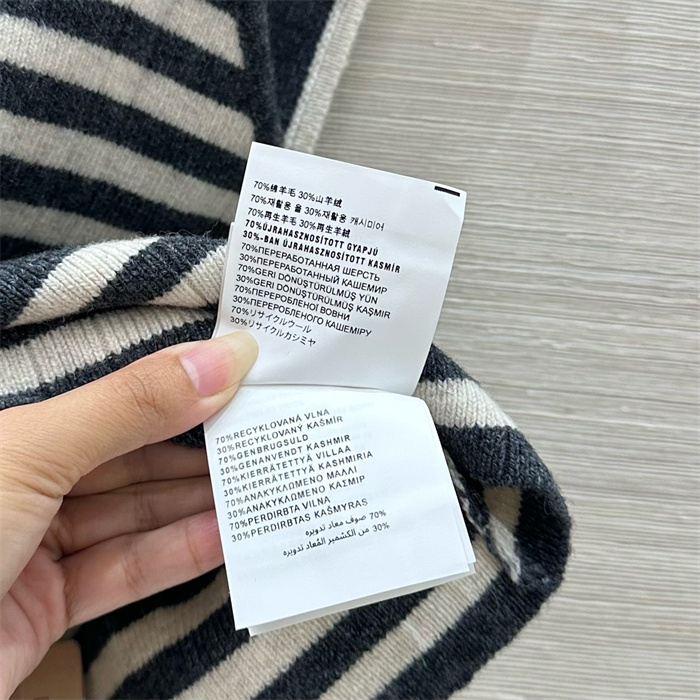 70%绵羊毛 30%山羊绒
70%재활용 울 30%재활용 캐시미어
70%再生羊毛 30%再生羊绒
70%ÚJRAHASZNOSÍTOTT GYAPJÚ
30%-BAN ÚJRAHASZNOSÍTOTT KASMÍR
70%ПЕРЕРАБОТАННАЯ ШЕРСТЬ
30%ПЕРЕРАБОТАННЫЙ КАШЕМИР
70%GERI DÖNÜŞTÜRÜLMÜŞ YÜN
30%GERI DÖNÜŞTÜRÜLMÜŞ KAŞMIR
70%ПЕРЕРОБЛЕНОЇ ВОВНИ
30%ПЕРЕРОБЛЕНОГО КАШЕМІРУ
70%リサイクルウール
30%リサイクルカシミヤ
70%RECYKLOVANÁ VLNA
30%RECYKLOVANÝ KAŠMÍR
70%GENBRUGSULD
30%GENANVENDT KASHMIR
70%KIERRÄTETTYÄ VILLAA
30%KIERRÄTETTYÄ KASHMIRIA
70%ΑΝΑΚΥΚΛΩΜΕΝΟ ΜΑΛΛΙ
30%ΑΝΑΚΥΚΛΩΜΕΝΟ ΚΑΣΜΙΡ
70%PERDIRBTA VILNA
30%PERDIRBTAS KAŠMYRAS
70% صوف معاد تدويره
30% من الكشمير المُعاد تدويره